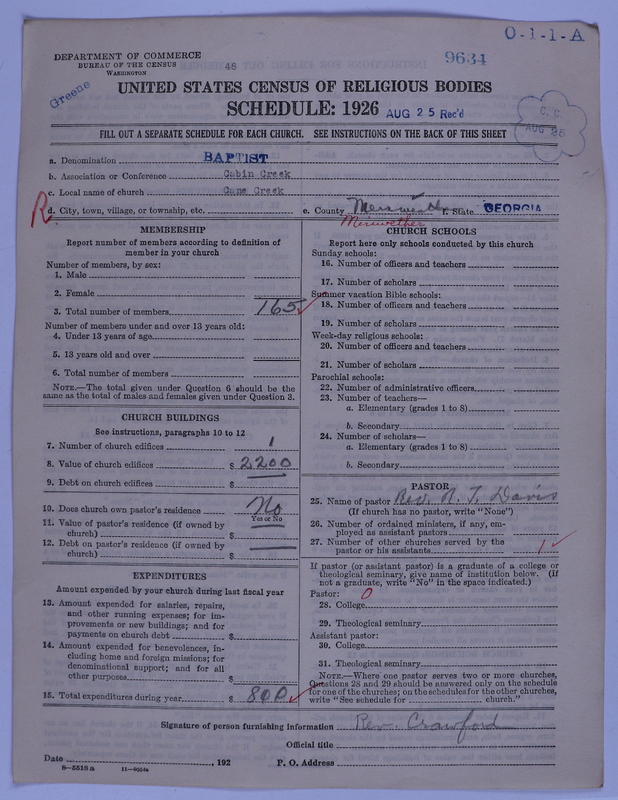 O-1-1-A
DEPARTMENT OF COMMERCE
BUREAU OF THE CENSUS
WASHINGTON
48
9634
Greene
UNITED STATES CENSUS OF RELIGIOUS BODIES
SCHEDULE: 1926 AUG 25 Rec'd
C. C. AUG 26
FILL OUT A SEPARATE SCHEDULE FOR EACH CHURCH. SEE INSTRUCTIONS ON THE BACK OF THIS SHEET
a. Denomination BAPTIST
b. Association or Conference Cabin Creek
c. Local name of church Cane Creek
R d. City, town, village, or township, etc. e. County Meriwether f. State GEORGIA
Meriwether
MEMBERSHIP
Report number of members according to definition of
member in your church
Number of members, by sex:
1. Male
2. Female
3. Total number of members 165
Number of members under and over 13 years old:
4. Under 13 years of age
5. 13 years old and over
6. Total number of members
NOTE.—The total given under Question 6 should be the
same as the total of males and females given under Question 3.
CHURCH BUILDINGS
See instructions, paragraphs 10 to 12
7. Number of church edifices 1
8. Value of church edifices $ 2,200
9. Debt on church edifices $
10. Does church own pastor's residence No
Yes or No
11. Value of pastor's residence (if owned by
church) $
12. Debt on pastor's residence (if owned by
church) $
EXPENDITURES
Amount expended by church during last fiscal year
13. Amount expended for salaries, repairs,
and other running expenses; for im-
provements or new buildings; and for
payments on church debt $
14. Amount expended for benevolences, in-
cluding home and foreign missions; for
denominational support; and for all
other purposes $
15. Total expenditures during year $ 800
CHURCH SCHOOLS
Report here only schools conducted by this church
Sunday schools:
16. Number of officers and teachers
17. Number of scholars
Summer vacation Bible schools:
18. Number of officers and teachers
19. Number of scholars
Week-day religious schools:
20. Number of officers and teachers
21. Number of scholars
Parochial schools:
22. Number of administrative officers
23. Number of teachers—
a. Elementary (grades 1 to 8)
b. Secondary
24. Number of scholars—
a. Elementary (grades 1 to 8)
b. Secondary
PASTOR
25. Name of pastor Rev. N. T. Davis
(If church has no pastor, write "None")
26. Number of ordained ministers, if any, em-
ployed as assistant pastors
27. Number of other churches served by the
pastor or his assistants 1
If pastor (or assistant pastor) is a graduate of a college or
theological seminary, give name of institution below. (If
not a graduate, write "No" in the space indicated.)
Pastor: 0
28. College
29. Theological seminary
Assistant pastor:
30. College
31. Theological seminary
NOTE.—Where one pastor serves two or more churches,
Questions 28 and 29 should be answered only on the schedule
for one of the churches; on the schedules for the other churches,
write "See schedule for church."
Signature of person furnishing information Rev. Crawford
Official title
Date , 192 P. O. Address
8—5518 a